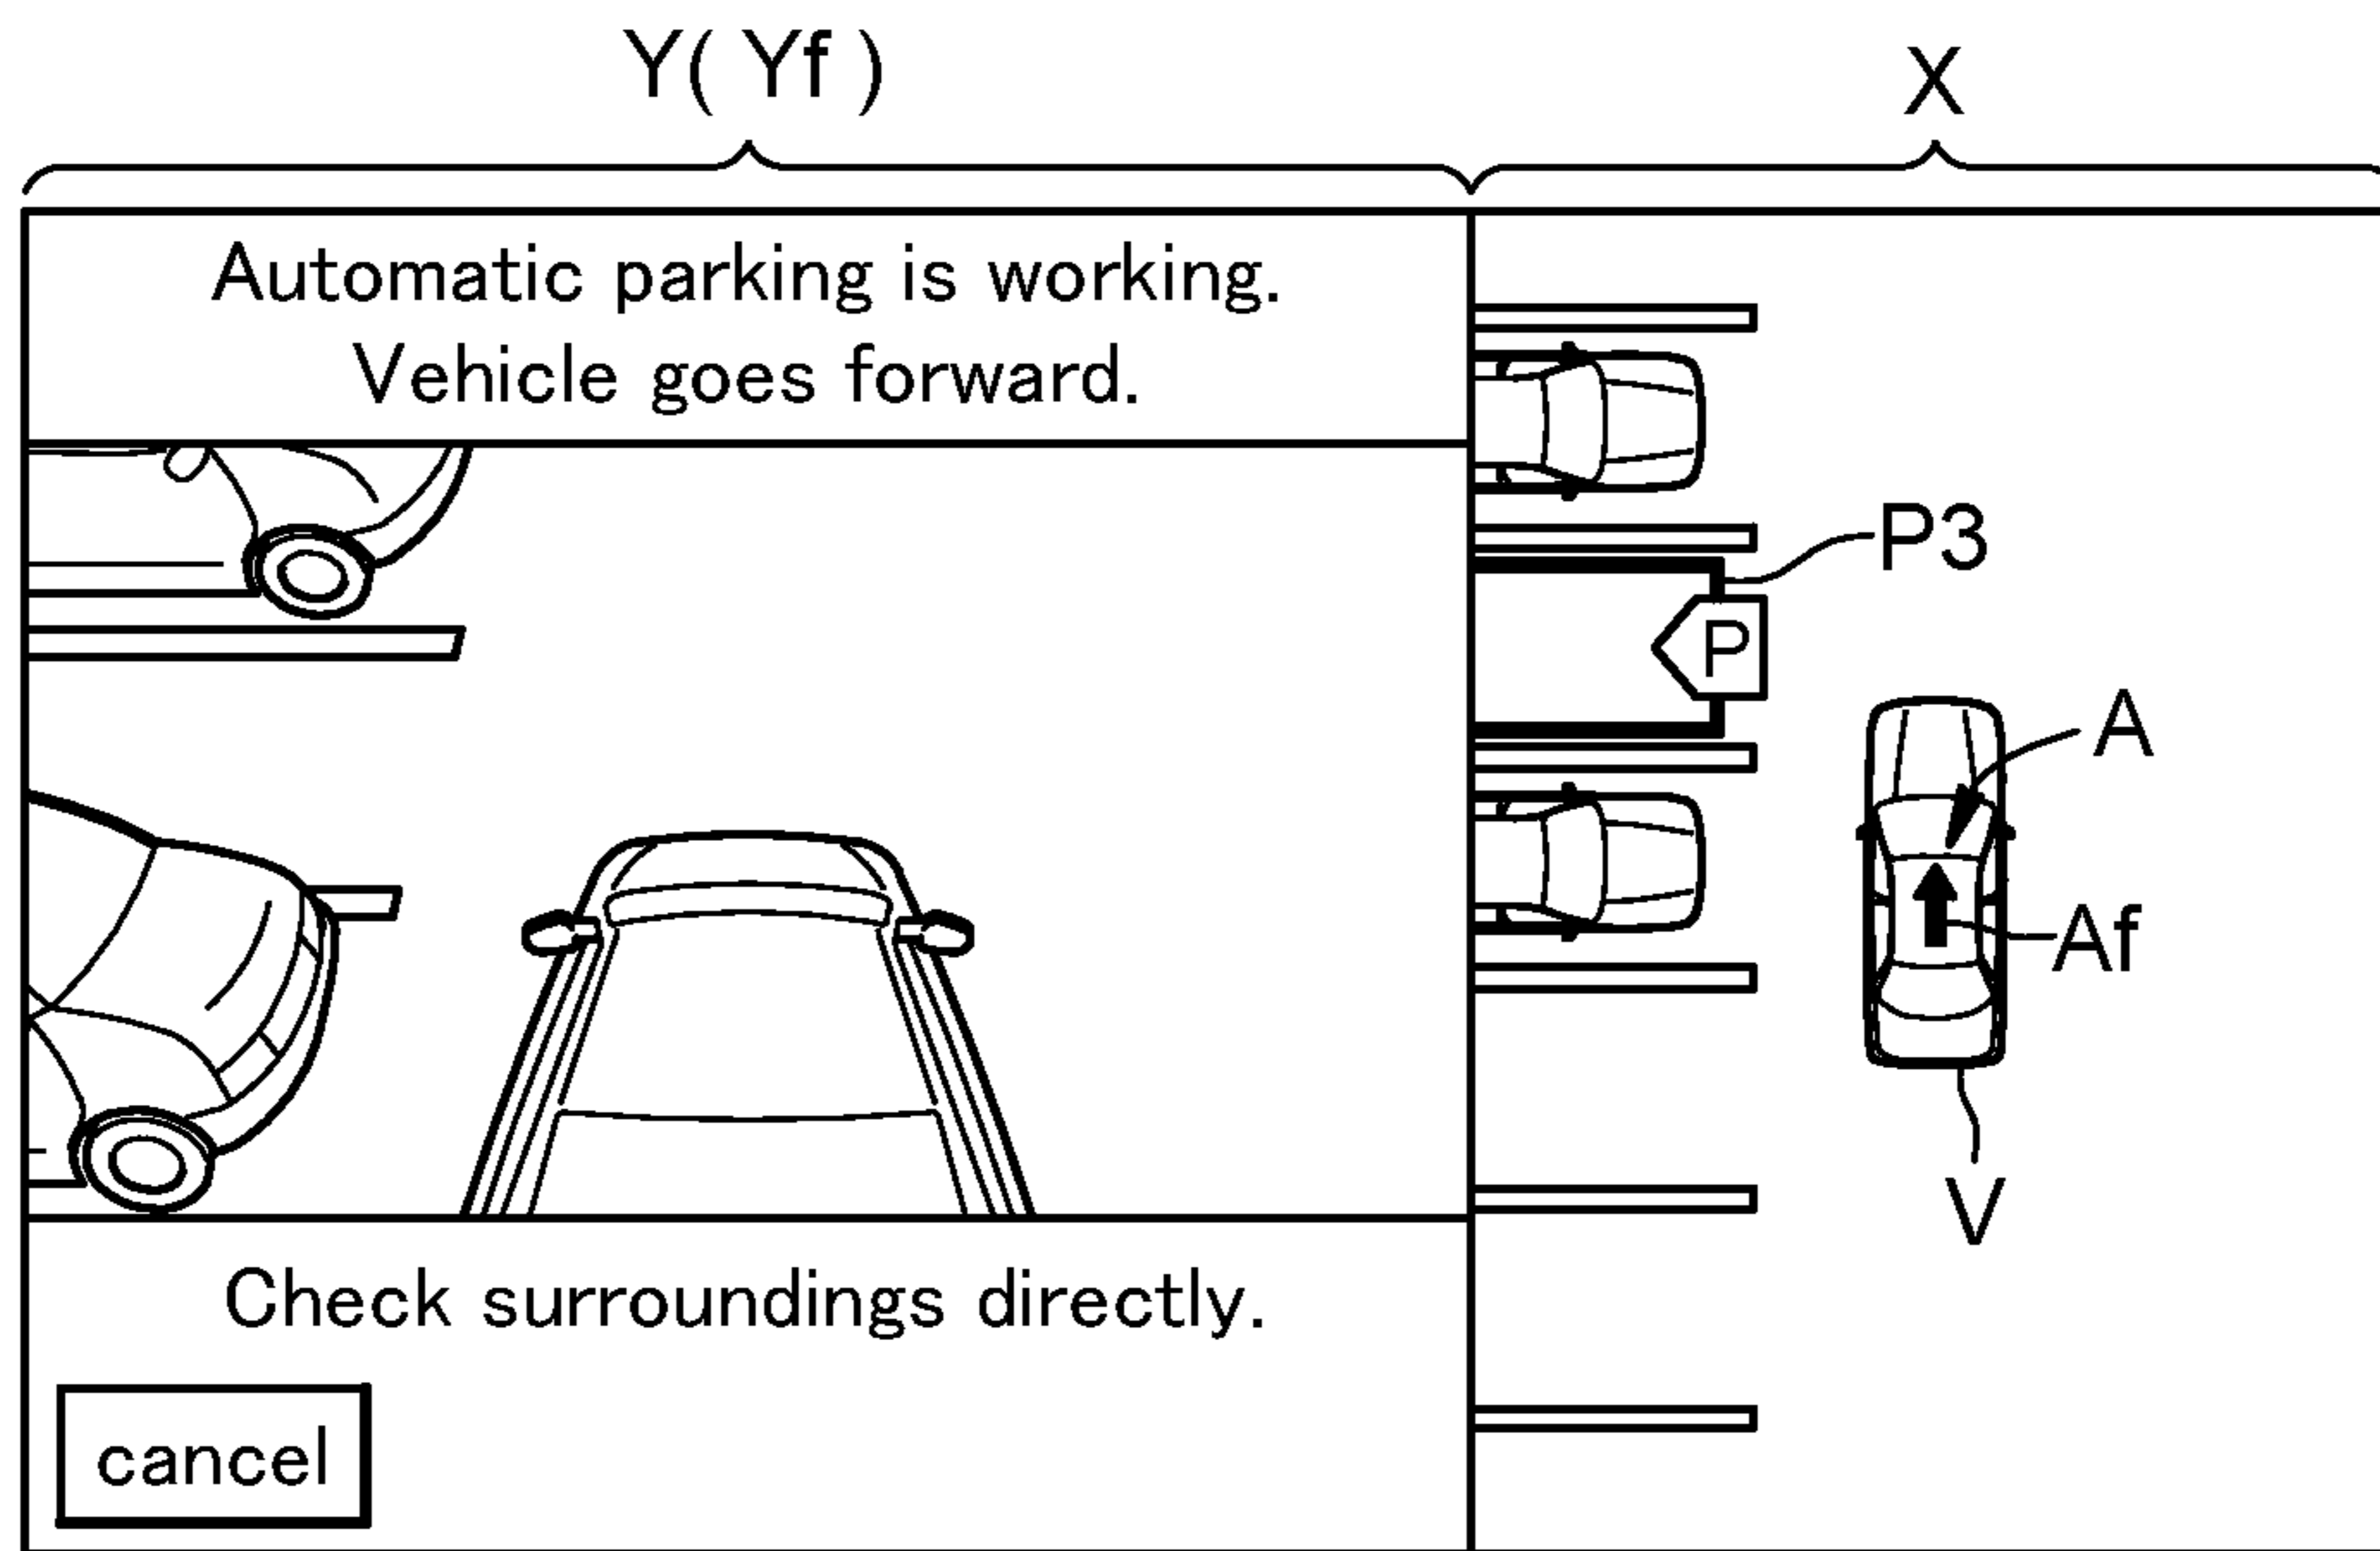 Y( Yf )
X
Automatic parking is working.
Vehicle goes forward.
P3
P
A
Af
V
Check surroundings directly.
cancel